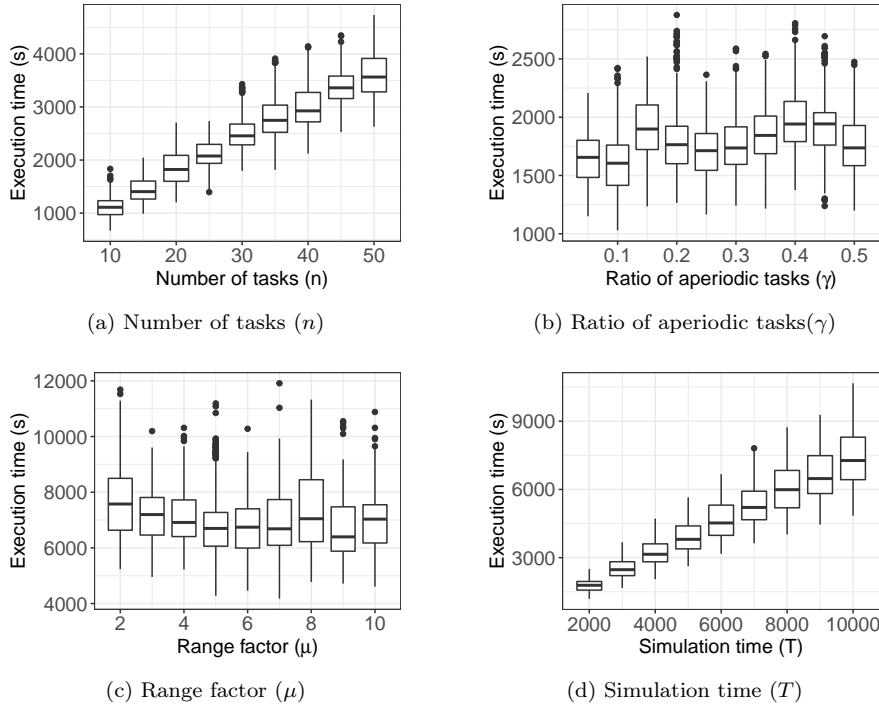 Execution time (s)
4000
3000
2000
1000
10 20 30 40 50
Number of tasks (n)
(a) Number of tasks (n)
Execution time (s)
2500
2000
1500
1000
0.1 0.2 0.3 0.4 0.5
Ratio of aperiodic tasks (γ)
(b) Ratio of aperiodic tasks(γ)
Execution time (s)
12000
10000
8000
6000
4000
2 4 6 8 10
Range factor (μ)
(c) Range factor (μ)
Execution time (s)
9000
6000
3000
2000 4000 6000 8000 10000
Simulation time (T)
(d) Simulation time (T)